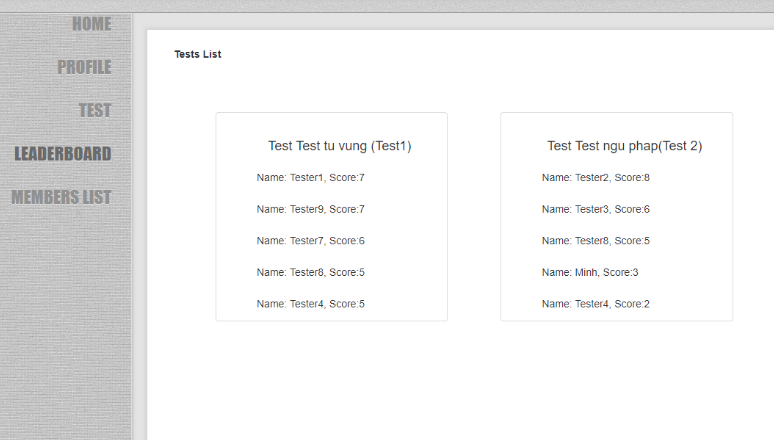 HOME
PROFILE
TEST
LEADERBOARD
MEMBERS LIST
Tests List
Test Test tu vung (Test1)
Name: Tester1, Score:7
Name: Tester9, Score:7
Name: Tester7, Score:6
Name: Tester8, Score:5
Name: Tester4, Score:5
Test Test ngu phap(Test 2)
Name: Tester2, Score:8
Name: Tester3, Score:6
Name: Tester8, Score:5
Name: Minh, Score:3
Name: Tester4, Score:2